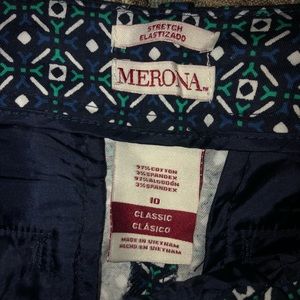 STRETCH
ELASTIZADO
MERONA™
97% COTTON
3% SPANDEX
97% ALGODÓN
3% SPANDEX
10
CLASSIC
CLÁSICO
MADE IN VIETNAM
HECHO EN VIETNAM